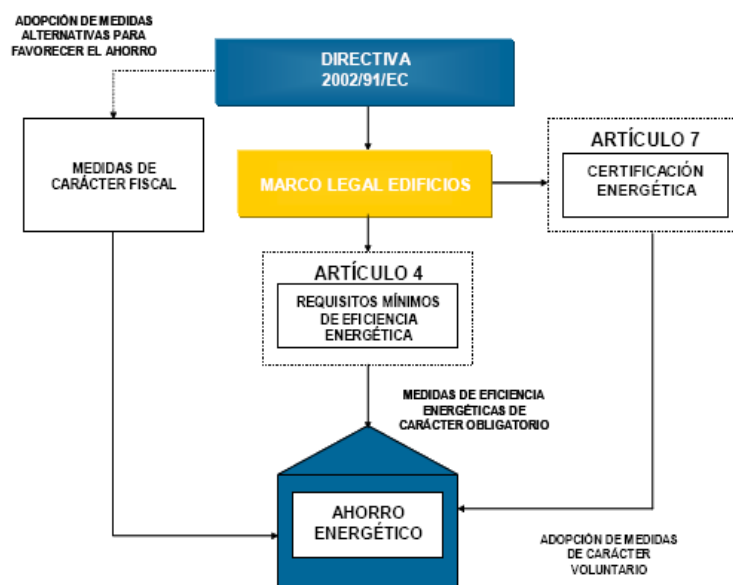 ADOPCIÓN DE MEDIDAS
ALTERNATIVAS PARA
FAVORECER EL AHORRO
DIRECTIVA
2002/91/EC
MEDIDAS DE
CARÁCTER FISCAL
MARCO LEGAL EDIFICIOS
ARTÍCULO 7
CERTIFICACIÓN
ENERGÉTICA
ARTÍCULO 4
REQUISITOS MÍNIMOS
DE EFICIENCIA
ENERGÉTICA
MEDIDAS DE EFICIENCIA
ENERGÉTICAS DE
CARÁCTER OBLIGATORIO
AHORRO
ENERGÉTICO
ADOPCIÓN DE MEDIDAS
DE CARÁCTER
VOLUNTARIO